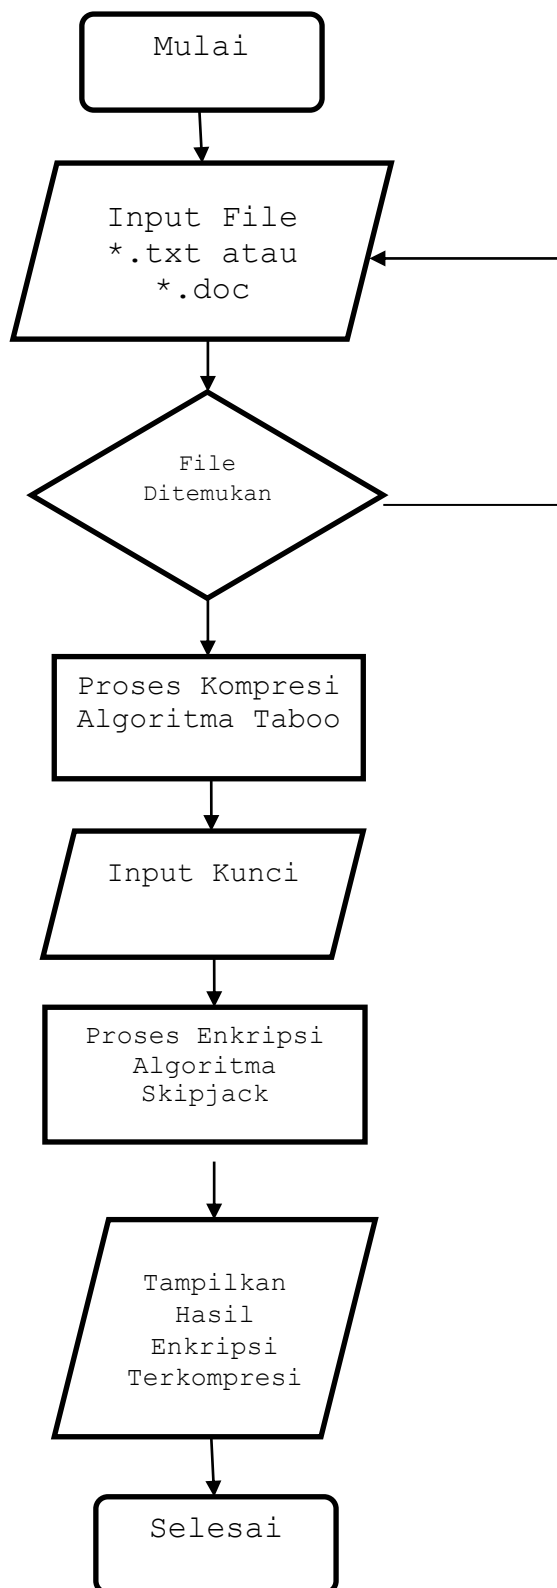 Mulai
Input File
*.txt atau
*.doc
File
Ditemukan
Proses Kompresi
Algoritma Taboo
Input Kunci
Proses Enkripsi
Algoritma
Skipjack
Tampilkan
Hasil
Enkripsi
Terkompresi
Selesai